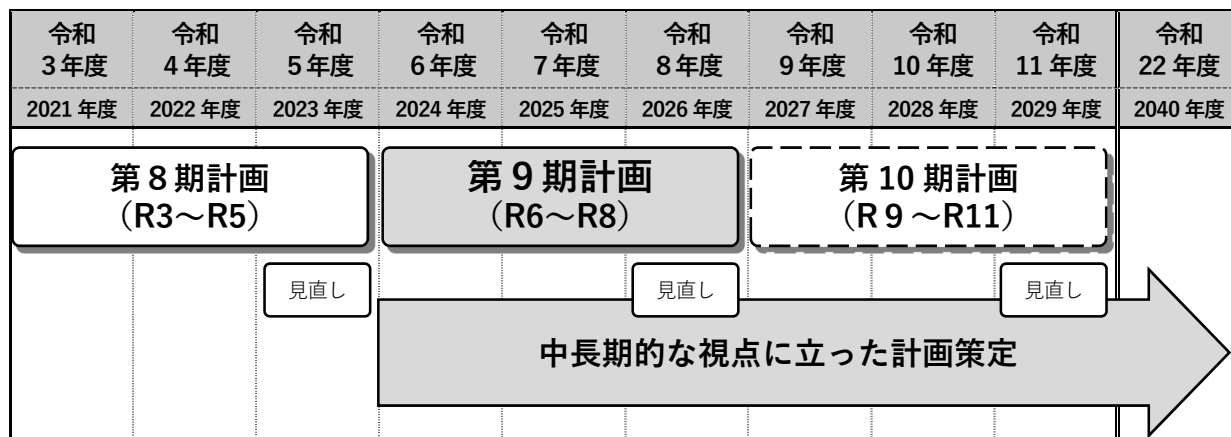 令和 令和 令和 令和 令和 令和 令和 令和 令和 令和
3年度 4年度 5年度 6年度 7年度 8年度 9年度 10年度 11年度 22年度
2021年度 2022年度 2023年度 2024年度 2025年度 2026年度 2027年度 2028年度 2029年度 2040年度
第8期計画 第9期計画 第10期計画
（R3～R5） （R6～R8） （R9～R11）
見直し 見直し 見直し
中長期的な視点に立った計画策定